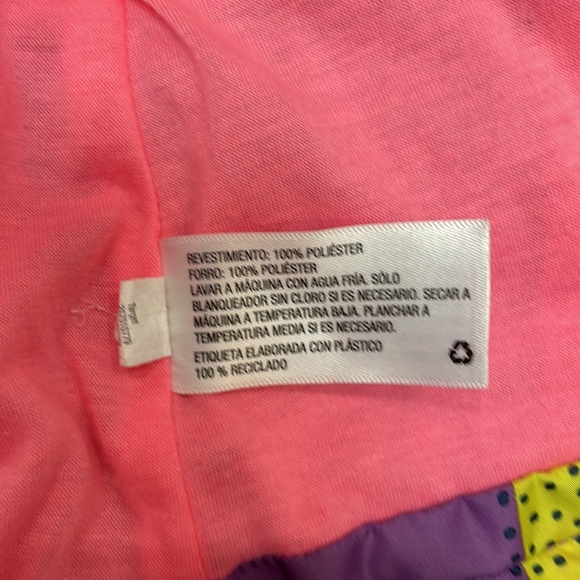 REVESTIMIENTO: 100% POLIÉSTER
FORRO: 100% POLIÉSTER
LAVAR A MÁQUINA CON AGUA FRÍA. SÓLO
BLANQUEADOR SIN CLORO SI ES NECESARIO. SECAR A
MÁQUINA A TEMPERATURA BAJA. PLANCHAR A
TEMPERATURA MEDIA SI ES NECESARIO.
ETIQUETA ELABORADA CON PLÁSTICO
100 % RECICLADO
Target